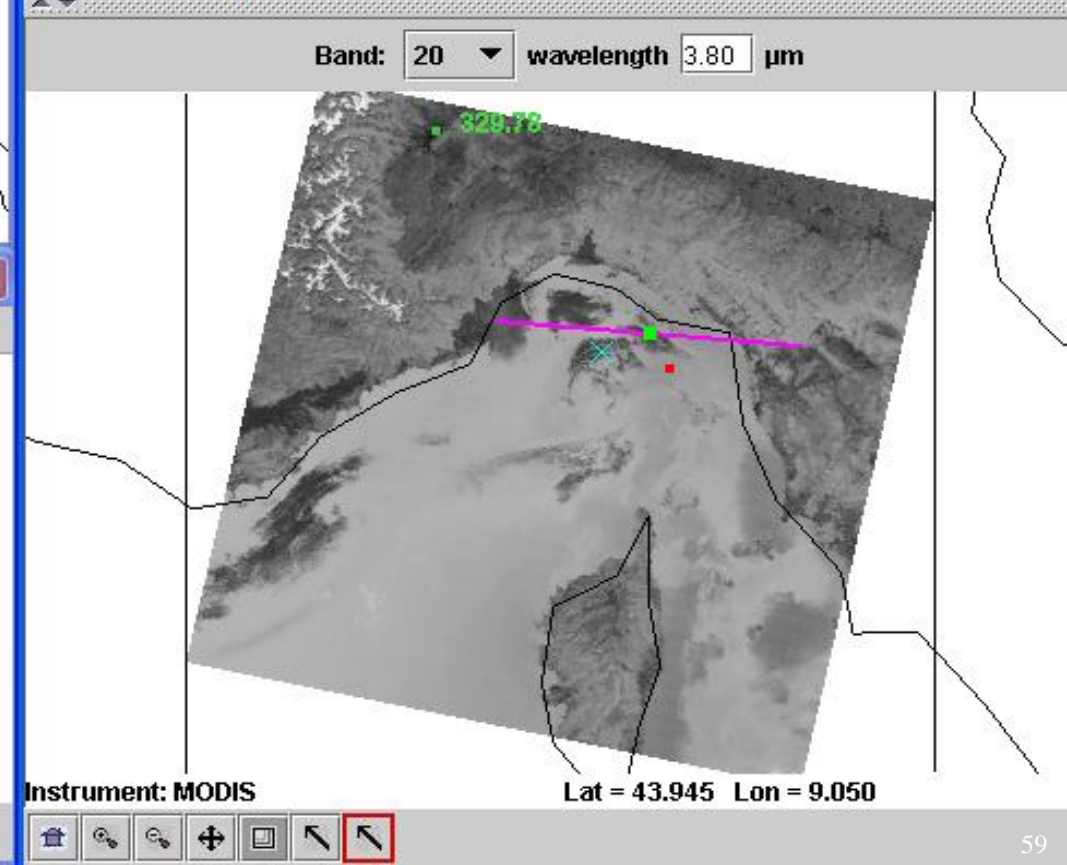 Band: 20 wavelength 3.80 µm
329.78
Instrument: MODIS Lat = 43.945 Lon = 9.050
59